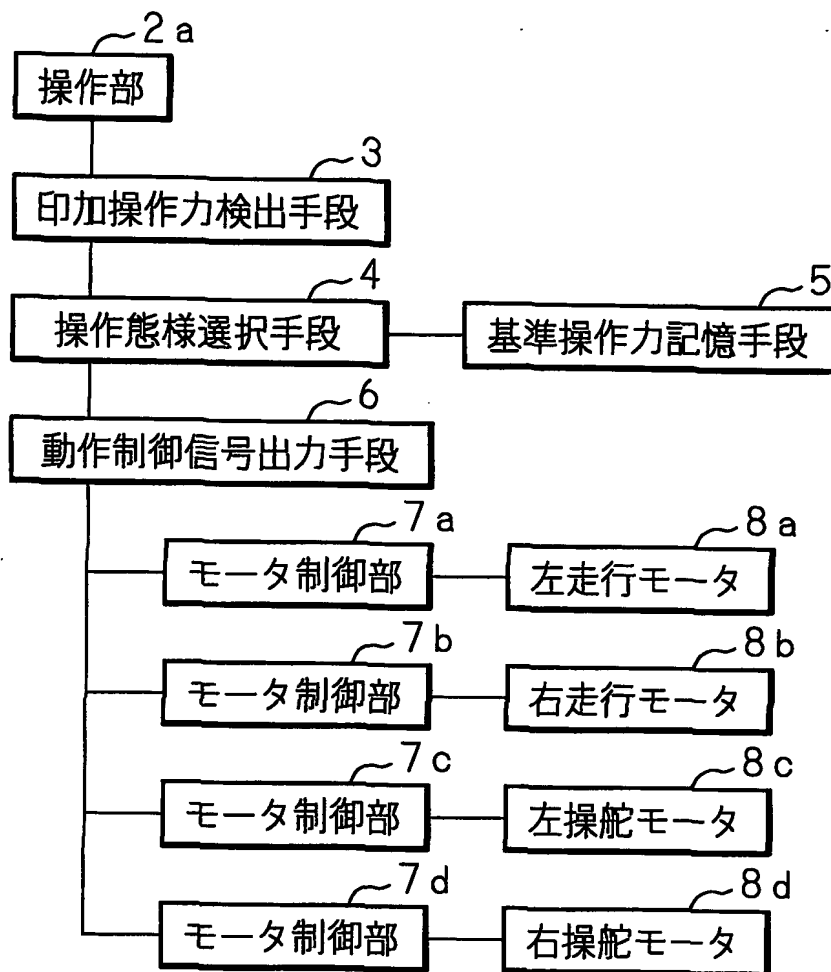 2a
操作部
3
印加操作力検出手段
4
5
操作態様選択手段
基準操作力記憶手段
6
動作制御信号出力手段
7a
8a
モータ制御部
左走行モータ
7b
8b
モータ制御部
右走行モータ
7c
8c
モータ制御部
左操舵モータ
7d
8d
モータ制御部
右操舵モータ